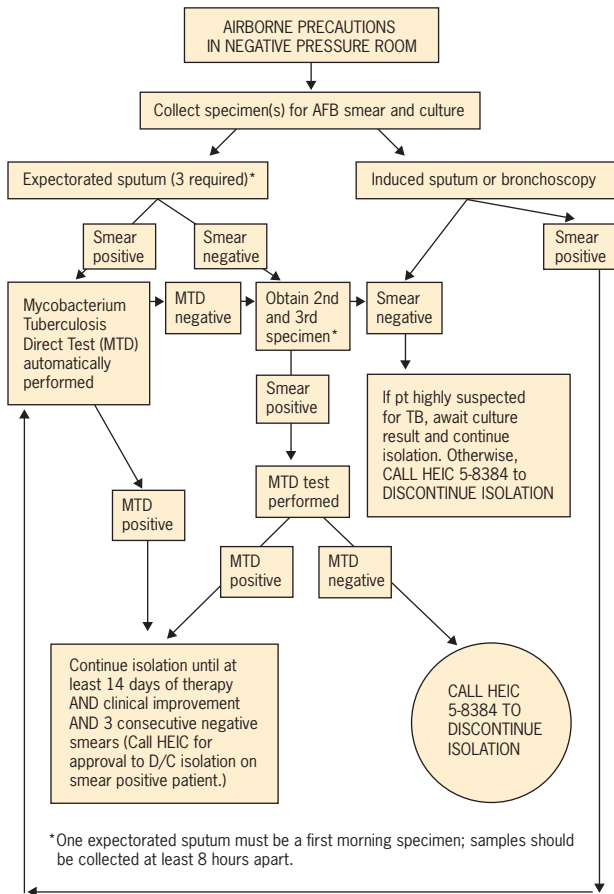 AIRBORNE PRECAUTIONS
IN NEGATIVE PRESSURE ROOM
Collect specimen(s) for AFB smear and culture
Expectorated sputum (3 required)*
Induced sputum or bronchoscopy
Smear
positive
Smear
negative
Smear
positive
Mycobacterium
Tuberculosis
Direct Test (MTD)
automatically
performed
MTD
negative
Obtain 2nd
and 3rd
specimen*
Smear
negative
Smear
positive
If pt highly suspected
for TB, await culture
result and continue
isolation. Otherwise,
CALL HEIC 5-8384 to
DISCONTINUE ISOLATION
MTD test
performed
MTD
positive
MTD
positive
MTD
negative
Continue isolation until at
least 14 days of therapy
AND clinical improvement
AND 3 consecutive negative
smears (Call HEIC for
approval to D/C isolation on
smear positive patient.)
CALL HEIC
5-8384 TO
DISCONTINUE
ISOLATION
*One expectorated sputum must be a first morning specimen; samples should
be collected at least 8 hours apart.